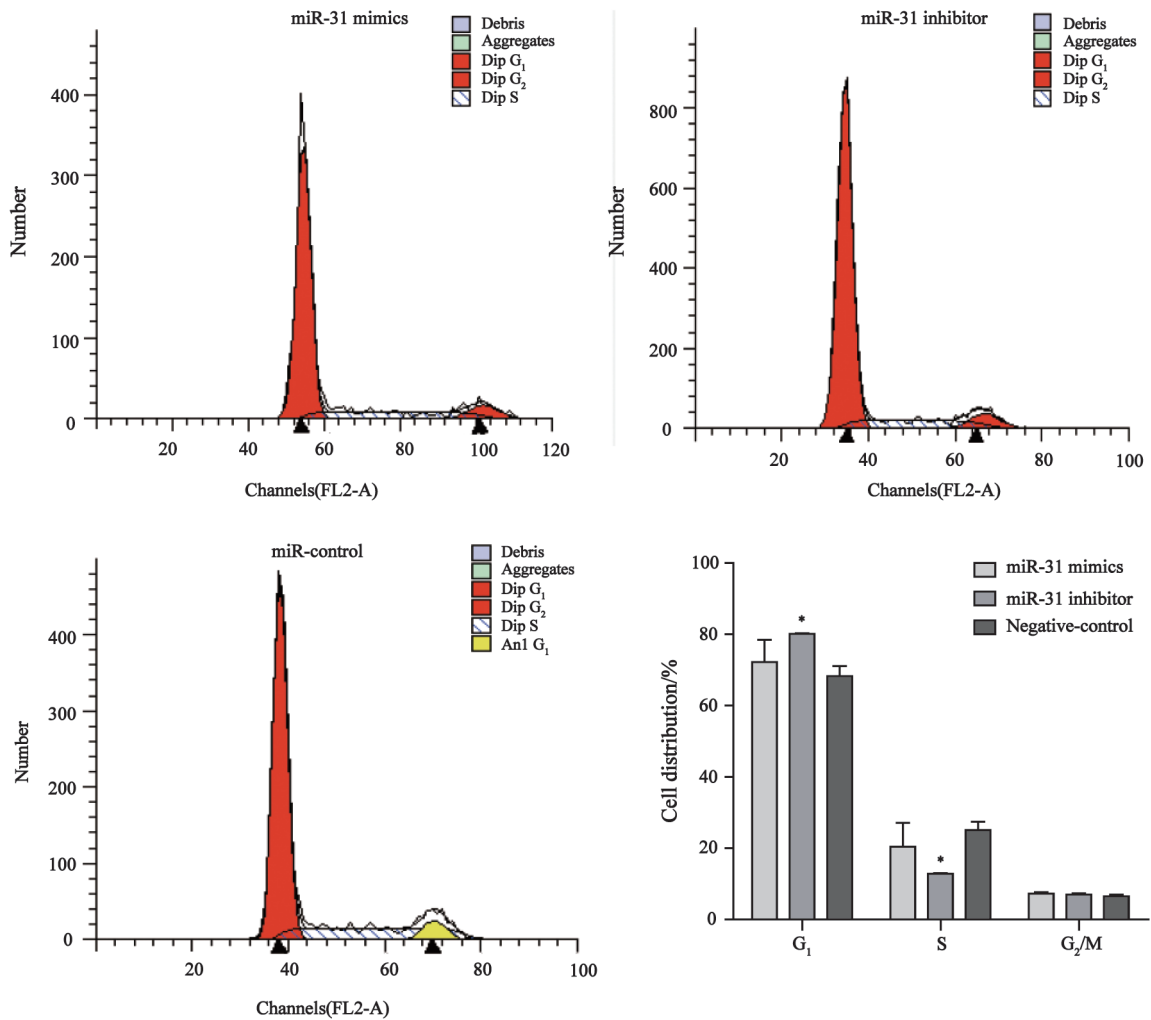 miR-31 mimics
Debris
Aggregates
Dip G₁
Dip G₂
Dip S
Number
400
300
200
100
0
0
20
40
60
80
100
120
Channels(FL2-A)
miR-31 inhibitor
Debris
Aggregates
Dip G₁
Dip G₂
Dip S
Number
800
600
400
200
0
0
20
40
60
80
100
Channels(FL2-A)
miR-control
Debris
Aggregates
Dip G₁
Dip G₂
Dip S
An1 G₁
Number
400
300
200
100
0
0
20
40
60
80
100
Channels(FL2-A)
miR-31 mimics
miR-31 inhibitor
Negative-control
Cell distribution/%
100
80
60
40
20
0
*
*
G₁
S
G₂/M